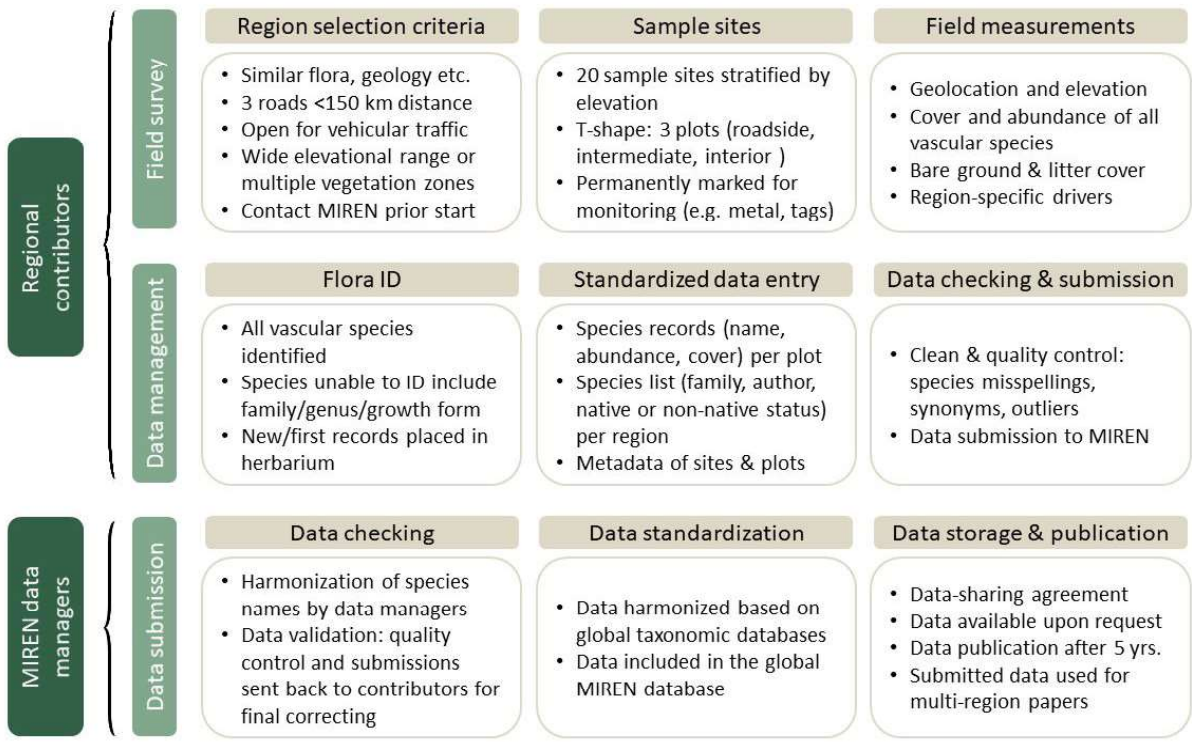 Regional
contributors
Field survey
Region selection criteria
• Similar flora, geology etc.
• 3 roads <150 km distance
• Open for vehicular traffic
• Wide elevational range or
multiple vegetation zones
• Contact MIREN prior start
Sample sites
• 20 sample sites stratified by
elevation
• T-shape: 3 plots (roadside,
intermediate, interior )
• Permanently marked for
monitoring (e.g. metal, tags)
Field measurements
• Geolocation and elevation
• Cover and abundance of all
vascular species
• Bare ground & litter cover
• Region-specific drivers
Data management
Flora ID
• All vascular species
identified
• Species unable to ID include
family/genus/growth form
• New/first records placed in
herbarium
Standardized data entry
• Species records (name,
abundance, cover) per plot
• Species list (family, author,
native or non-native status)
per region
• Metadata of sites & plots
Data checking & submission
• Clean & quality control:
species misspellings,
synonyms, outliers
• Data submission to MIREN
MIREN data
managers
Data submission
Data checking
• Harmonization of species
names by data managers
• Data validation: quality
control and submissions
sent back to contributors for
final correcting
Data standardization
• Data harmonized based on
global taxonomic databases
• Data included in the global
MIREN database
Data storage & publication
• Data-sharing agreement
• Data available upon request
• Data publication after 5 yrs.
• Submitted data used for
multi-region papers